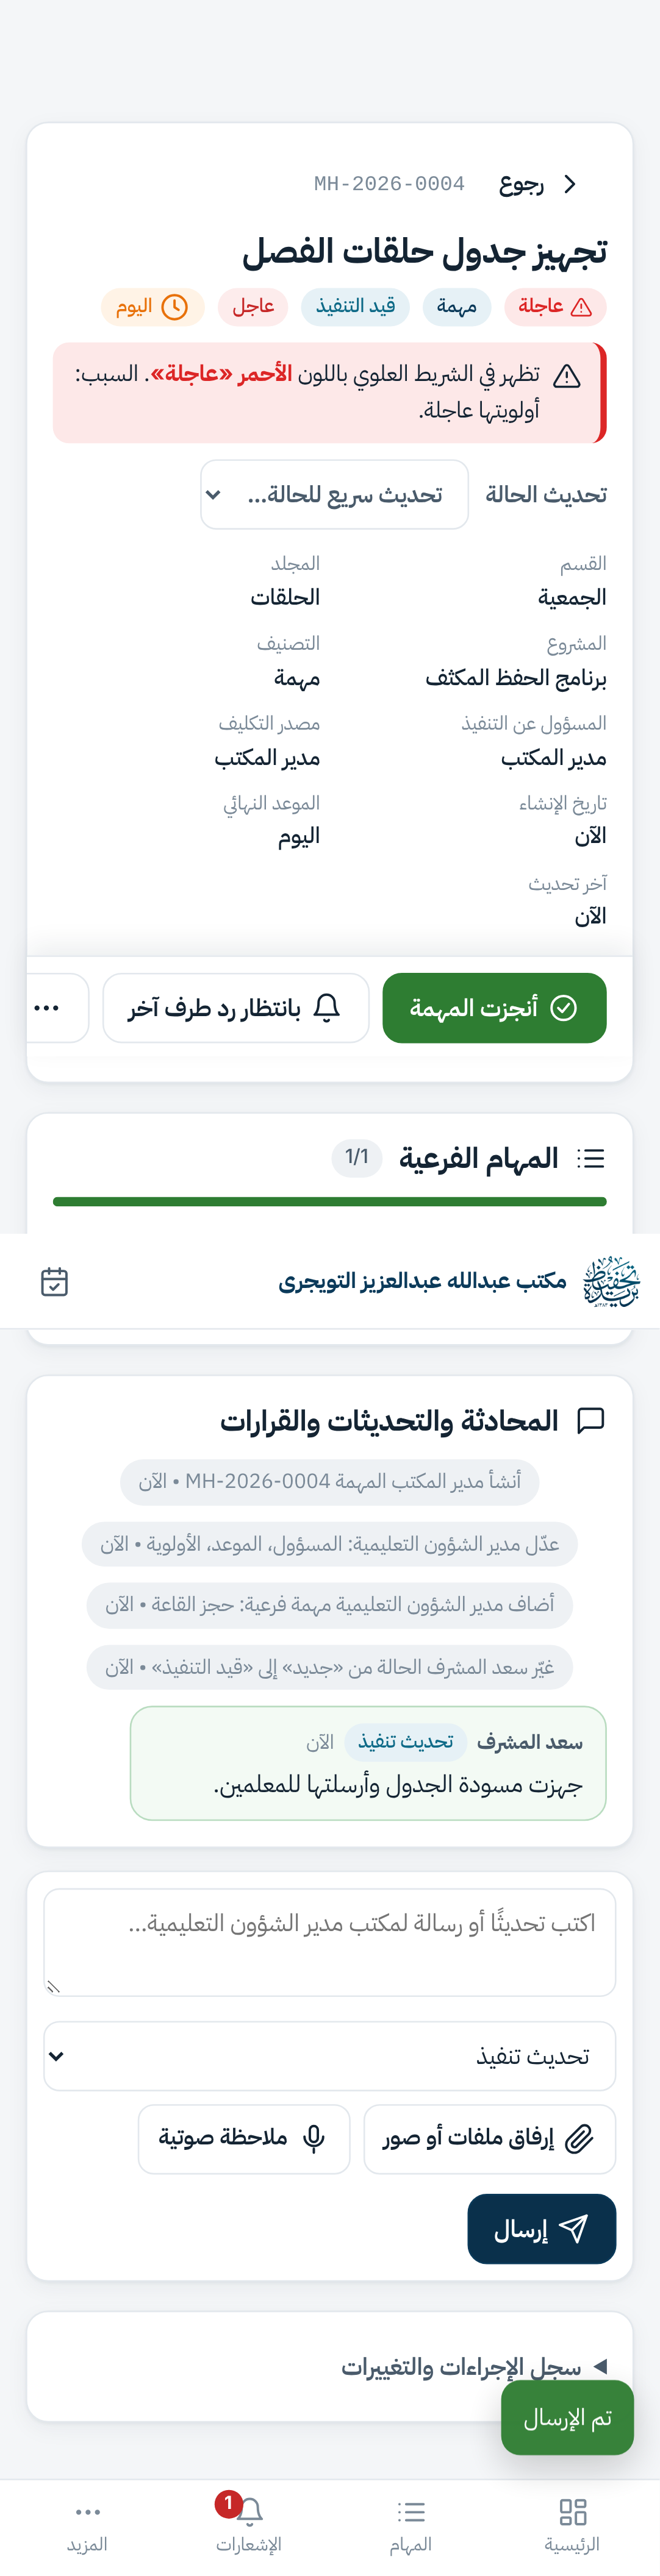 رجوع MH-2026-0004
تجهيز جدول حلقات الفصل
عاجلة مهمة قيد التنفيذ عاجل اليوم
تظهر في الشريط العلوي باللون الأحمر «عاجلة». السبب:
أولويتها عاجلة.
تحديث الحالة تحديث سريع للحالة...
القسم المجلد
الجمعية الحلقات
المشروع التصنيف
برنامج الحفظ المكثف مهمة
المسؤول عن التنفيذ مصدر التكليف
مدير المكتب مدير المكتب
تاريخ الإنشاء الموعد النهائي
الآن اليوم
آخر تحديث
الآن
أنجزت المهمة بانتظار رد طرف آخر ...
المهام الفرعية 1/1
مكتب عبدالله عبدالعزيز التويجري
المحادثة والتحديثات والقرارات
أنشأ مدير المكتب المهمة MH-2026-0004 • الآن
عدّل مدير الشؤون التعليمية: المسؤول، الموعد، الأولوية • الآن
أضاف مدير الشؤون التعليمية مهمة فرعية: حجز القاعة • الآن
غيّر سعد المشرف الحالة من «جديد» إلى «قيد التنفيذ» • الآن
سعد المشرف تحديث تنفيذ الآن
جهزت مسودة الجدول وأرسلتها للمعلمين.
اكتب تحديثًا أو رسالة لمكتب مدير الشؤون التعليمية...
تحديث تنفيذ
إرفاق ملفات أو صور ملاحظة صوتية
إرسال
سجل الإجراءات والتغييرات
تم الإرسال
1
الرئيسية المهام الإشعارات المزيد